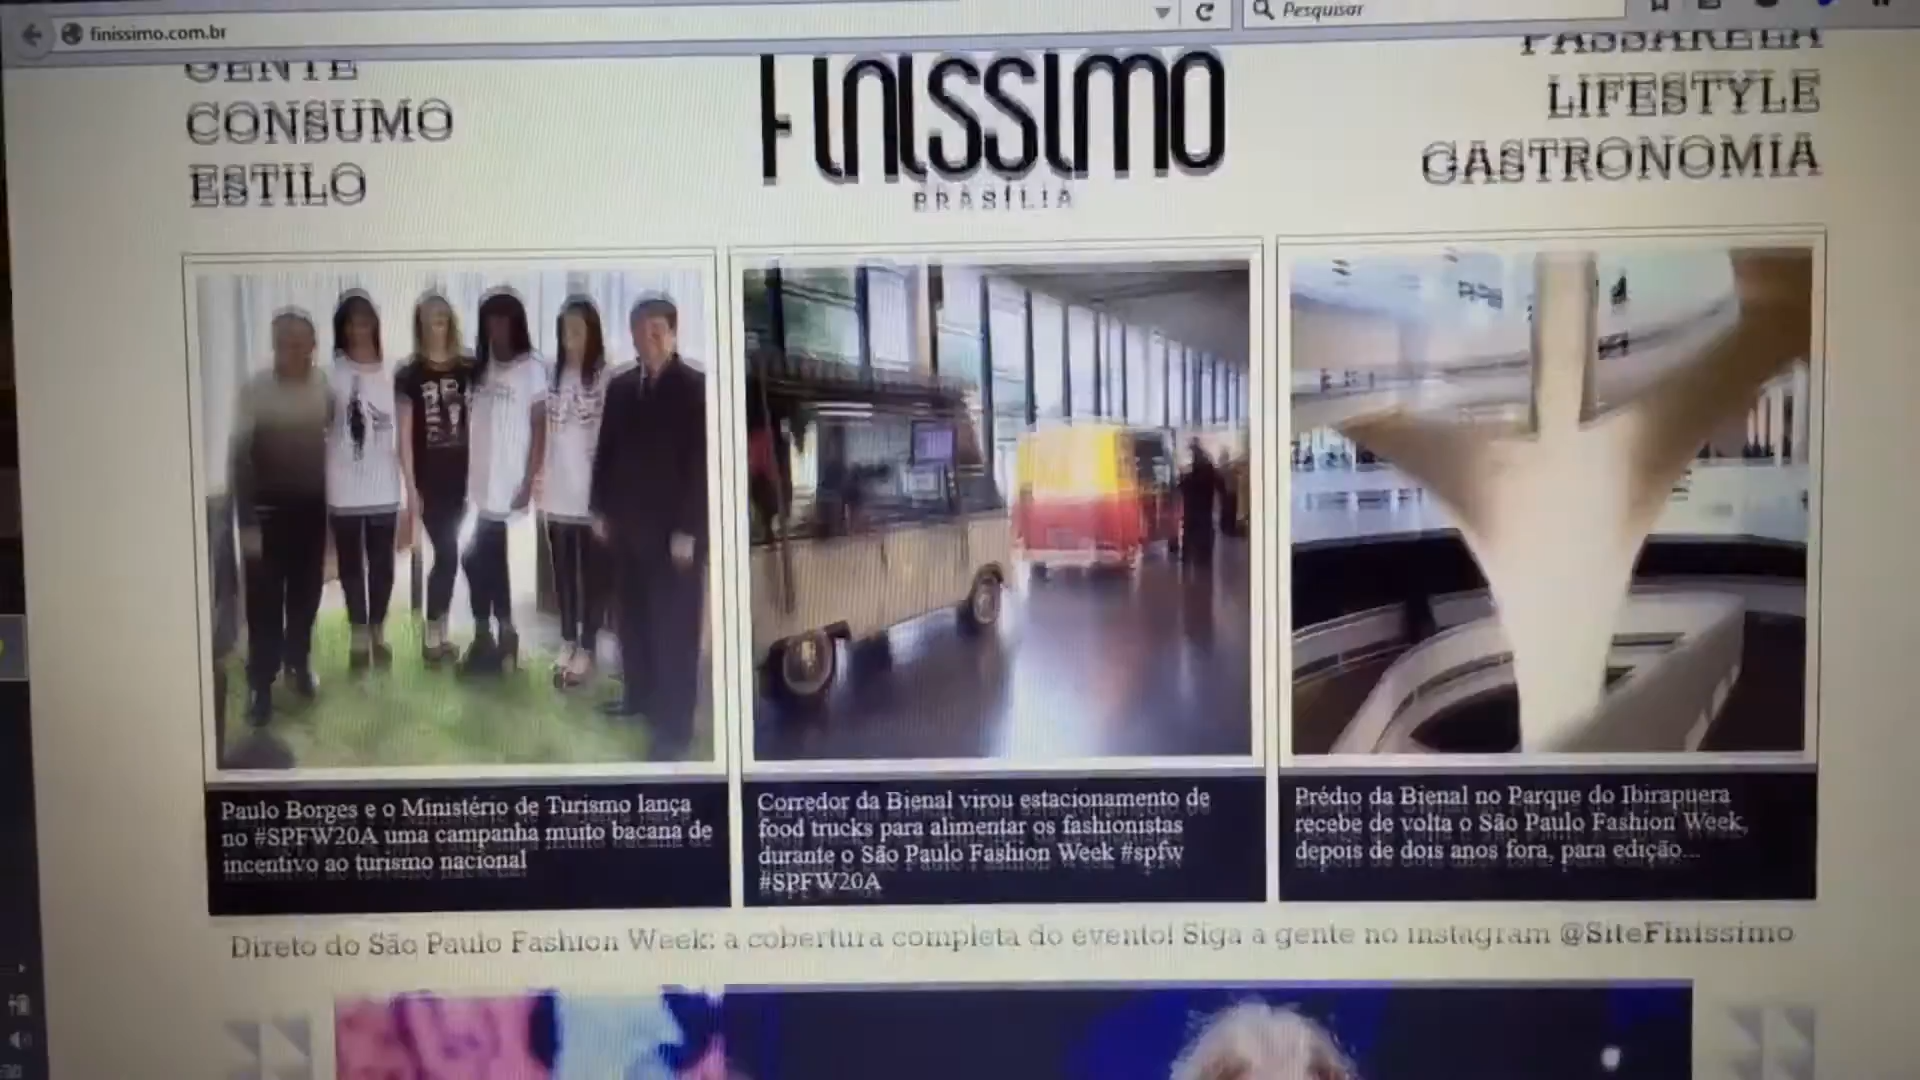 finissimo.com.br
Pesquisar
GENTE
CONSUMO
ESTILO
FINISSIMO
BRASÍLIA
PASSARELA
LIFESTYLE
GASTRONOMIA
Paulo Borges e o Ministério de Turismo lança
no #SPFW20A uma campanha muito bacana de
incentivo ao turismo nacional
Corredor da Bienal virou estacionamento de
food trucks para alimentar os fashionistas
durante o São Paulo Fashion Week #spfw
#SPFW20A
Prédio da Bienal no Parque do Ibirapuera
recebe de volta o São Paulo Fashion Week,
depois de dois anos fora, para edição...
Direto do São Paulo Fashion Week: a cobertura completa do evento! Siga a gente no instagram @SiteFinissimo